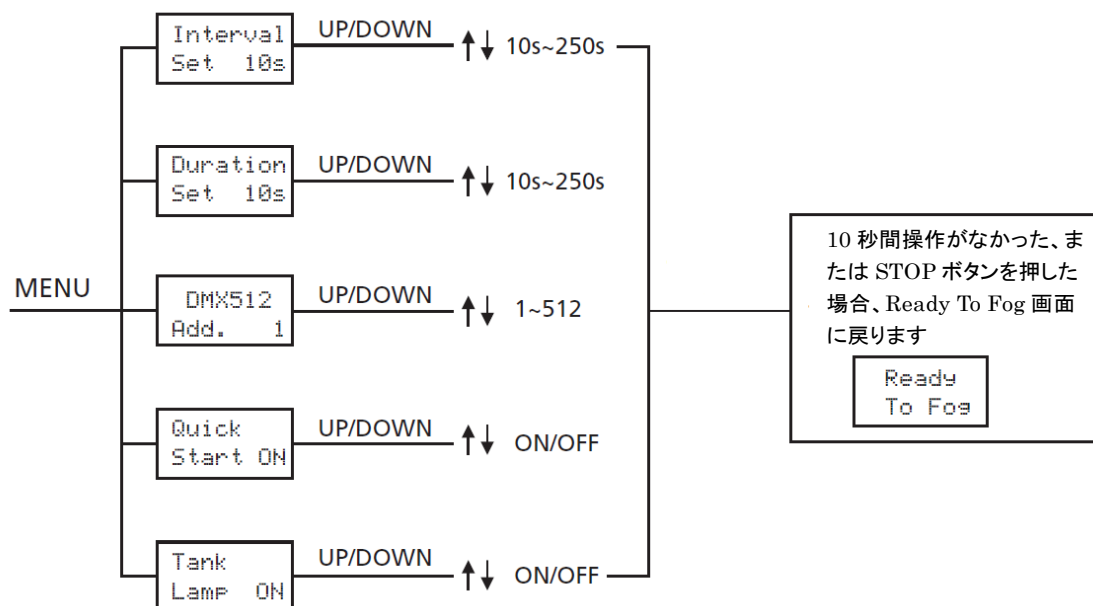 Interval
Set 10s
UP/DOWN
↑↓ 10s~250s
Duration
Set 10s
UP/DOWN
↑↓ 10s~250s
MENU
DMX512
Add. 1
UP/DOWN
↑↓ 1~512
Quick
Start ON
UP/DOWN
↑↓ ON/OFF
Tank
Lamp ON
UP/DOWN
↑↓ ON/OFF
10 秒間操作がなかった、ま
たは STOP ボタンを押した
場合、Ready To Fog 画面
に戻ります
Ready
To Fog